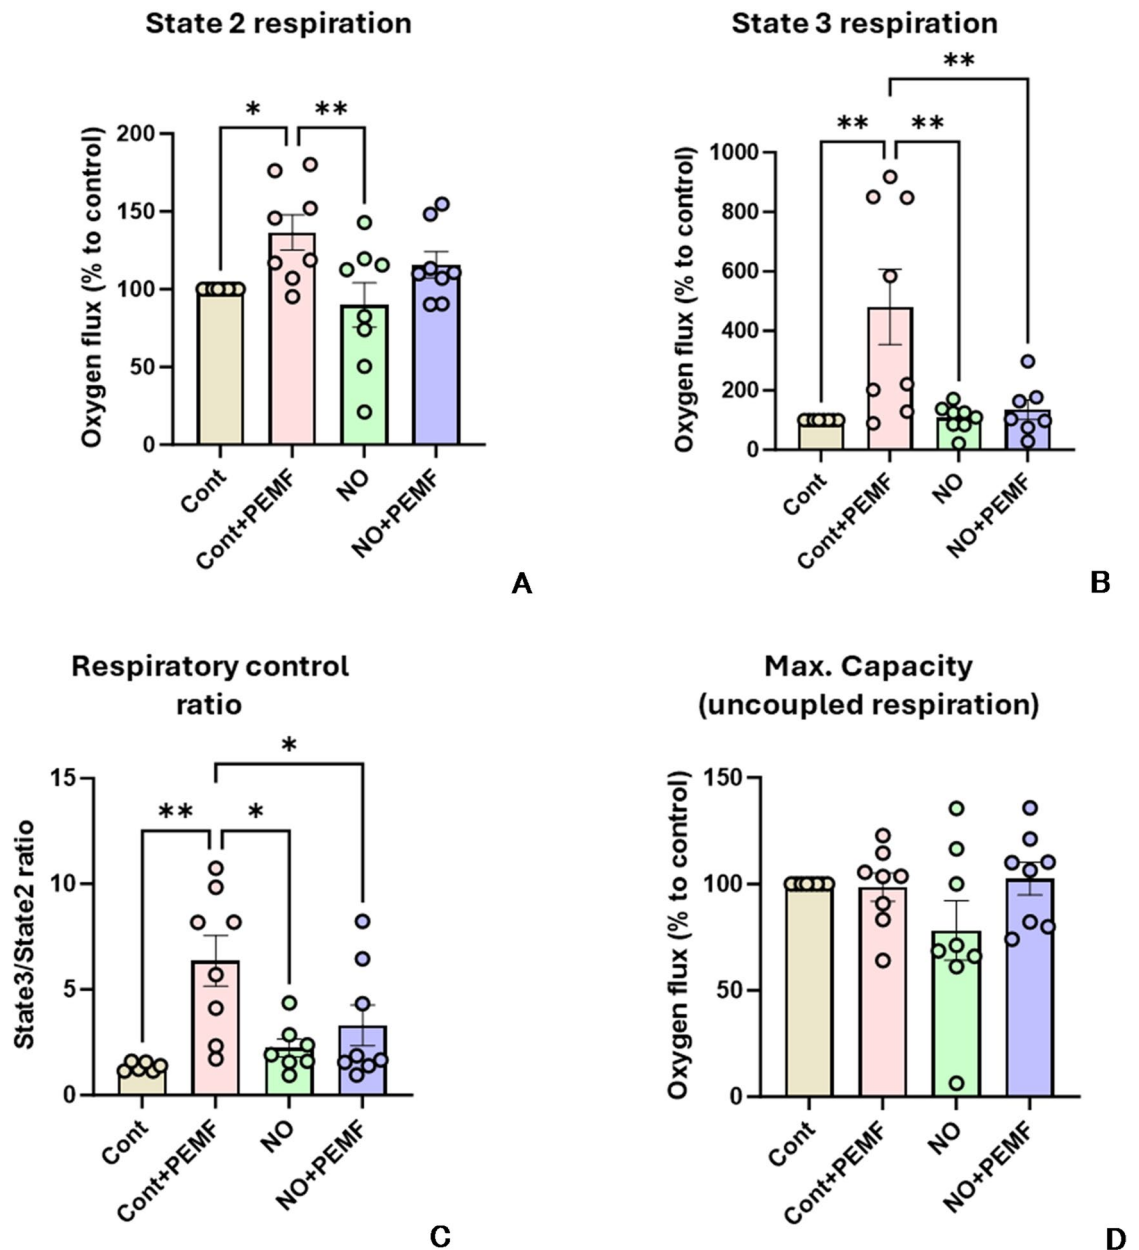 State 2 respiration
*
**
Oxygen flux (% to control)
200
150
100
50
0
Cont
Cont+PEMF
NO
NO+PEMF
A
State 3 respiration
**
**
**
Oxygen flux (% to control)
1000
800
600
400
200
0
Cont
Cont+PEMF
NO
NO+PEMF
B
Respiratory control
ratio
*
**
*
State3/State2 ratio
15
10
5
0
Cont
Cont+PEMF
NO
NO+PEMF
C
Max. Capacity
(uncoupled respiration)
Oxygen flux (% to control)
150
100
50
0
Cont
Cont+PEMF
NO
NO+PEMF
D